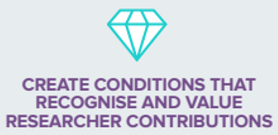 CREATE CONDITIONS THAT
RECOGNISE AND VALUE
RESEARCHER CONTRIBUTIONS